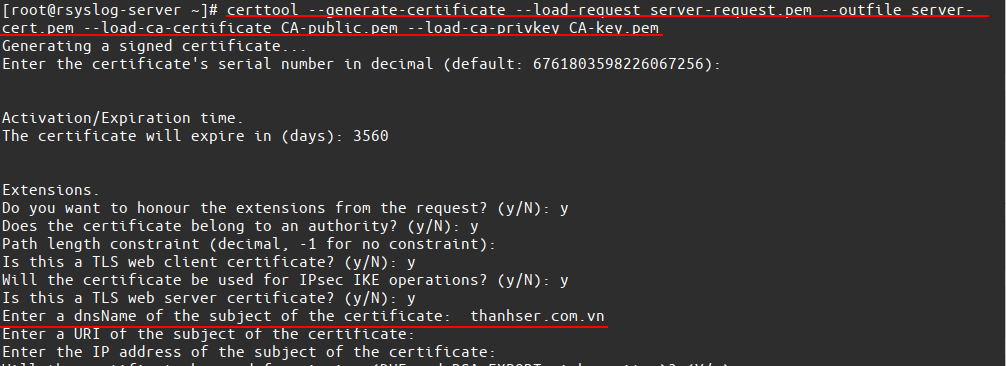 [root@rsyslog-server ~]# certtool --generate-certificate --load-request server-request.pem --outfile server-
cert.pem --load-ca-certificate CA-public.pem --load-ca-privkey CA-key.pem
Generating a signed certificate...
Enter the certificate's serial number in decimal (default: 6761803598226067256):
Activation/Expiration time.
The certificate will expire in (days): 3560
Extensions.
Do you want to honour the extensions from the request? (y/N): y
Does the certificate belong to an authority? (y/N): y
Path length constraint (decimal, -1 for no constraint):
Is this a TLS web client certificate? (y/N): y
Will the certificate be used for IPsec IKE operations? (y/N): y
Is this a TLS web server certificate? (y/N): y
Enter a dnsName of the subject of the certificate:  thanhser.com.vn
Enter a URI of the subject of the certificate:
Enter the IP address of the subject of the certificate: